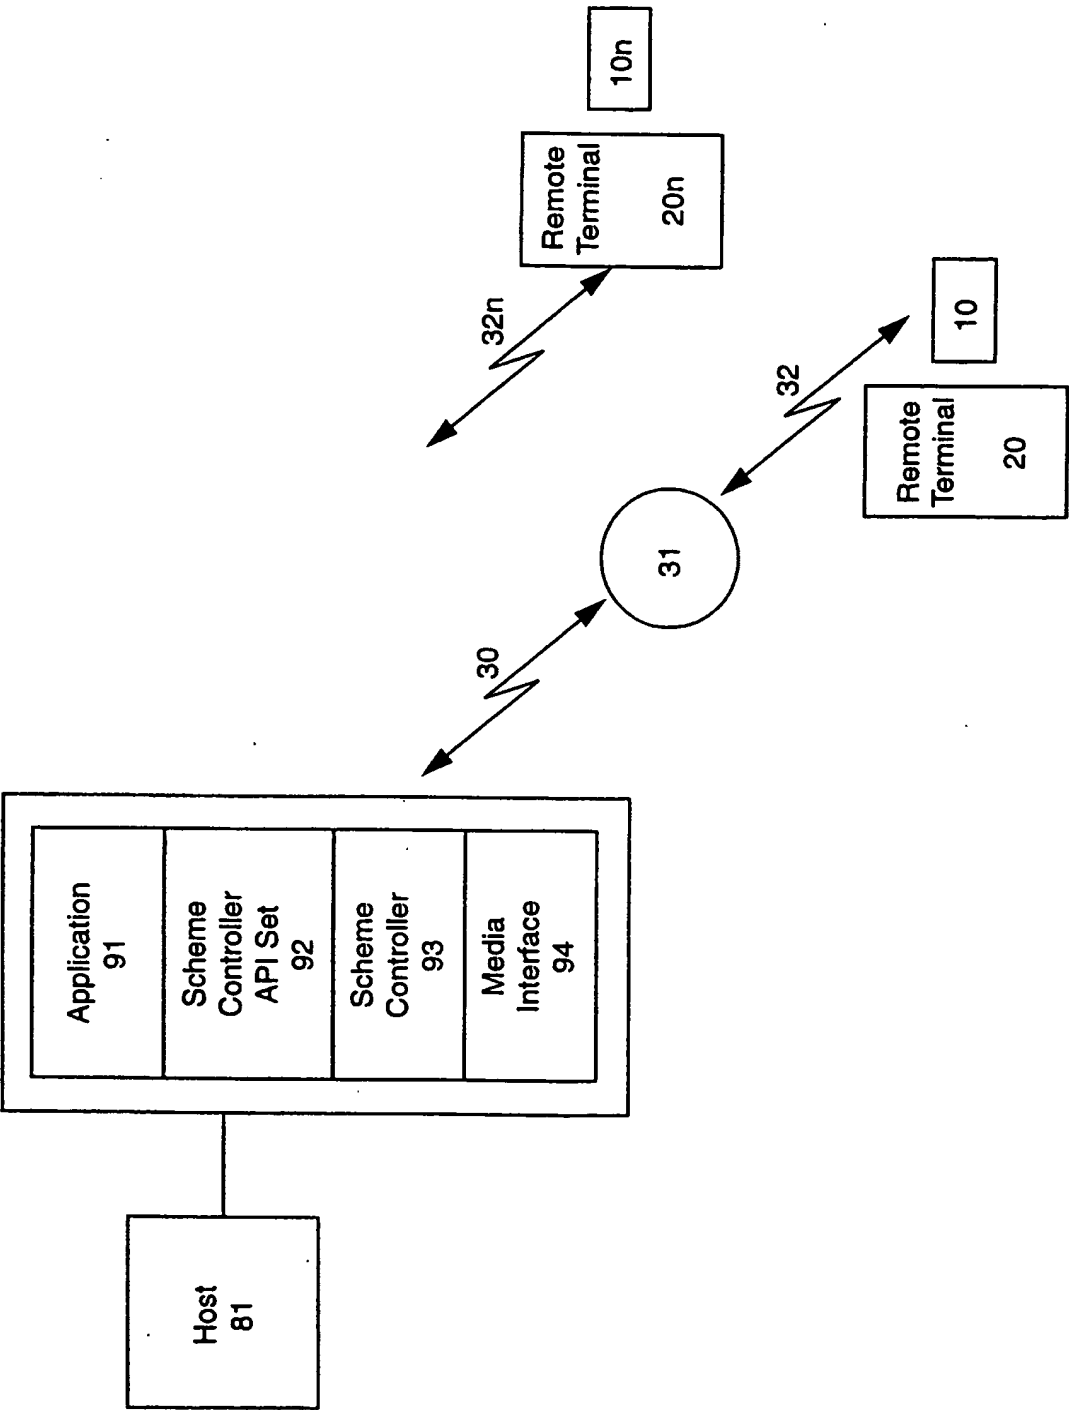 Host
81
Application
91
Scheme
Controller
API Set
92
Scheme
Controller
93
Media
Interface
94
30
31
32n
32
Remote
Terminal
20n
10n
Remote
Terminal
20
10